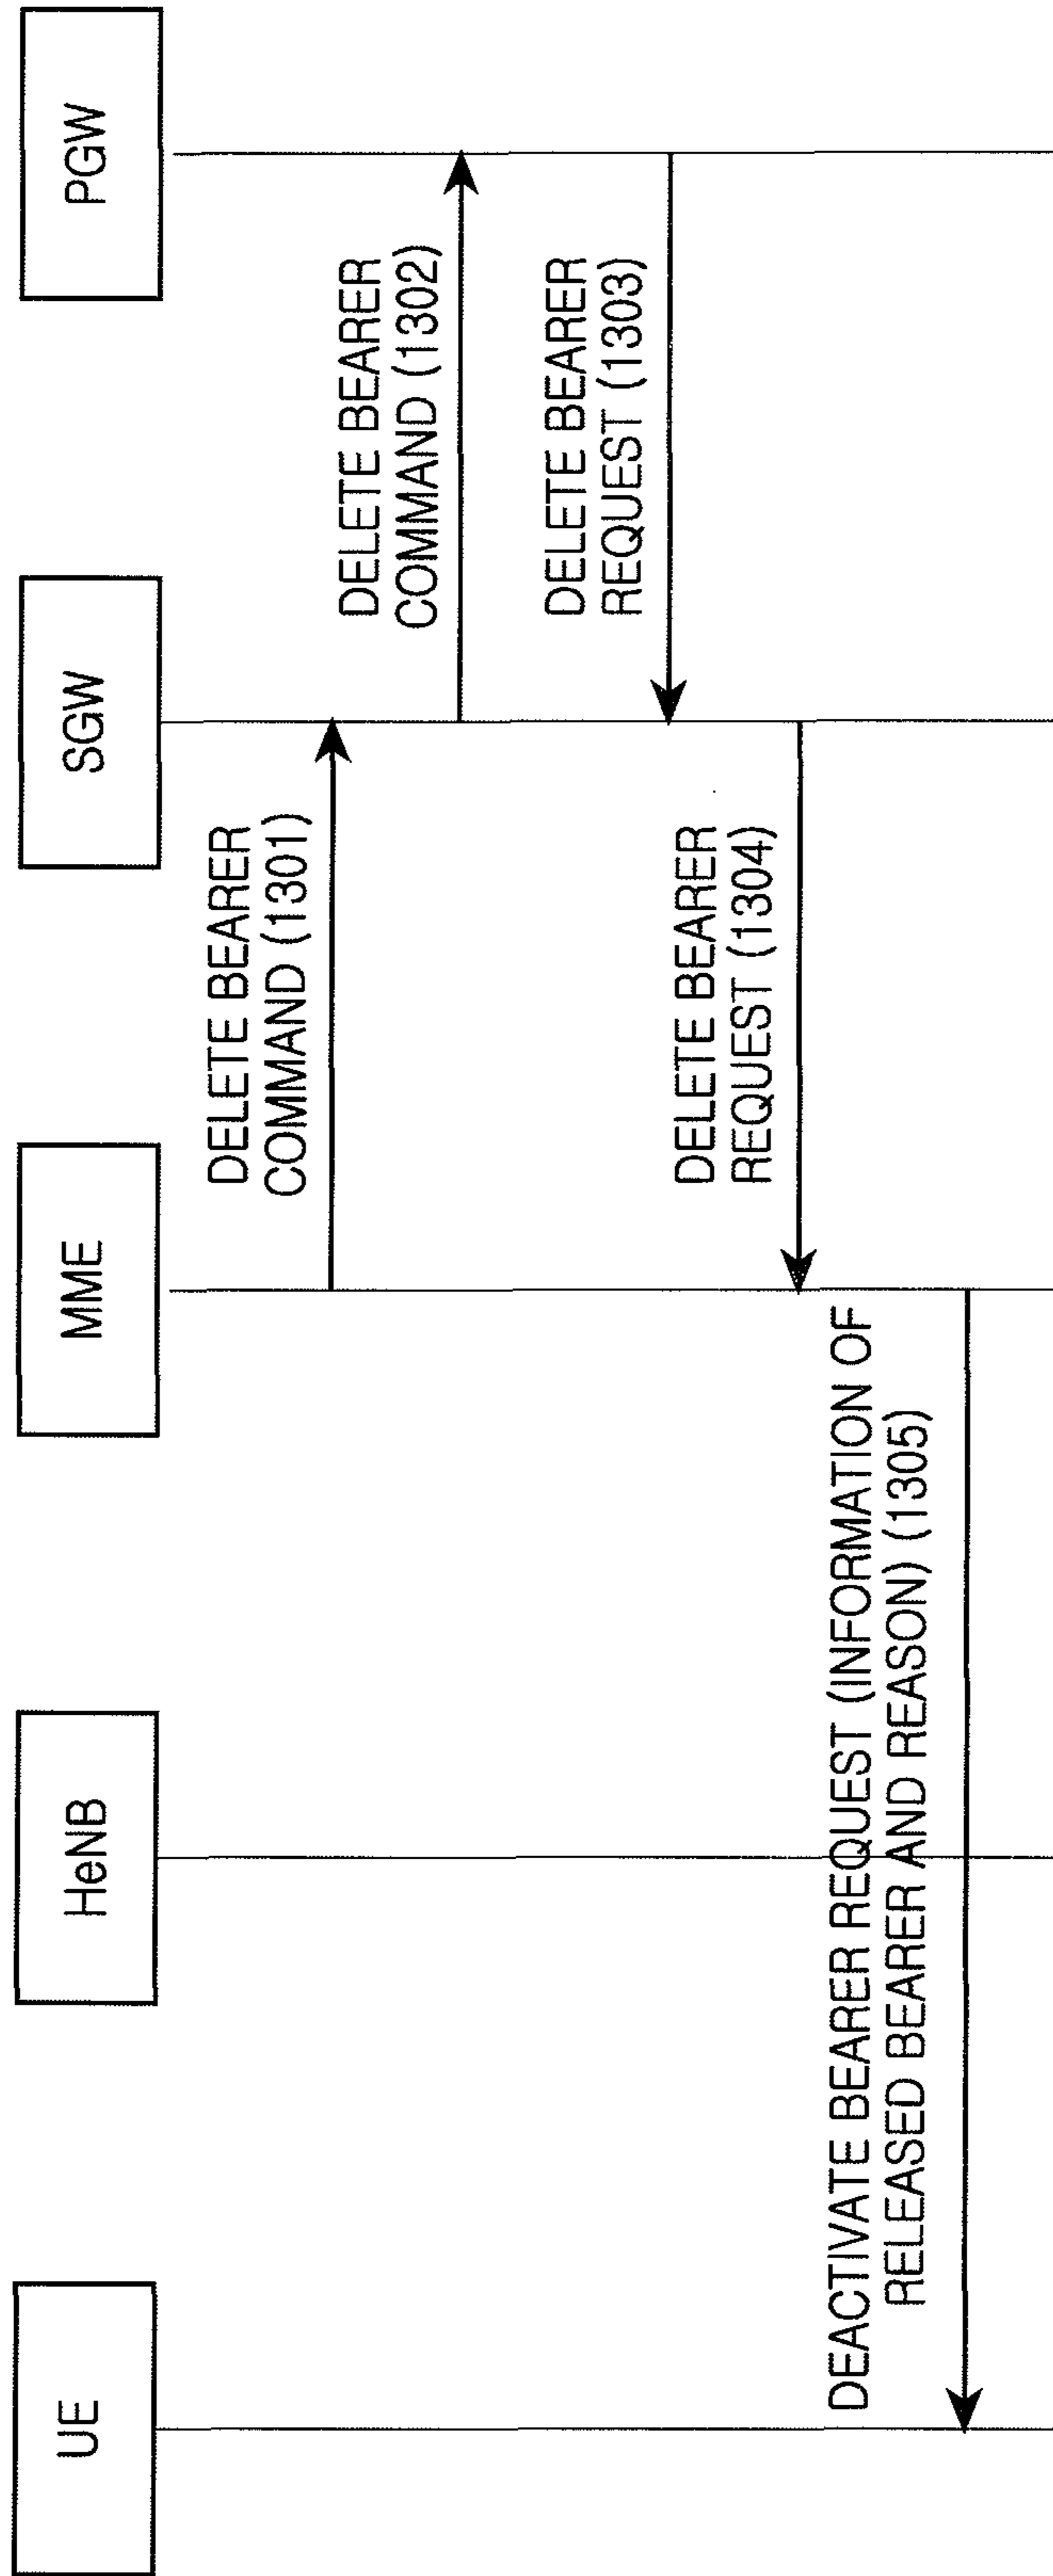 UE
HeNB
MME
SGW
PGW
DELETE BEARER
COMMAND (1301)
DELETE BEARER
COMMAND (1302)
DELETE BEARER
REQUEST (1303)
DELETE BEARER
REQUEST (1304)
DEACTIVATE BEARER REQUEST (INFORMATION OF
RELEASED BEARER AND REASON) (1305)